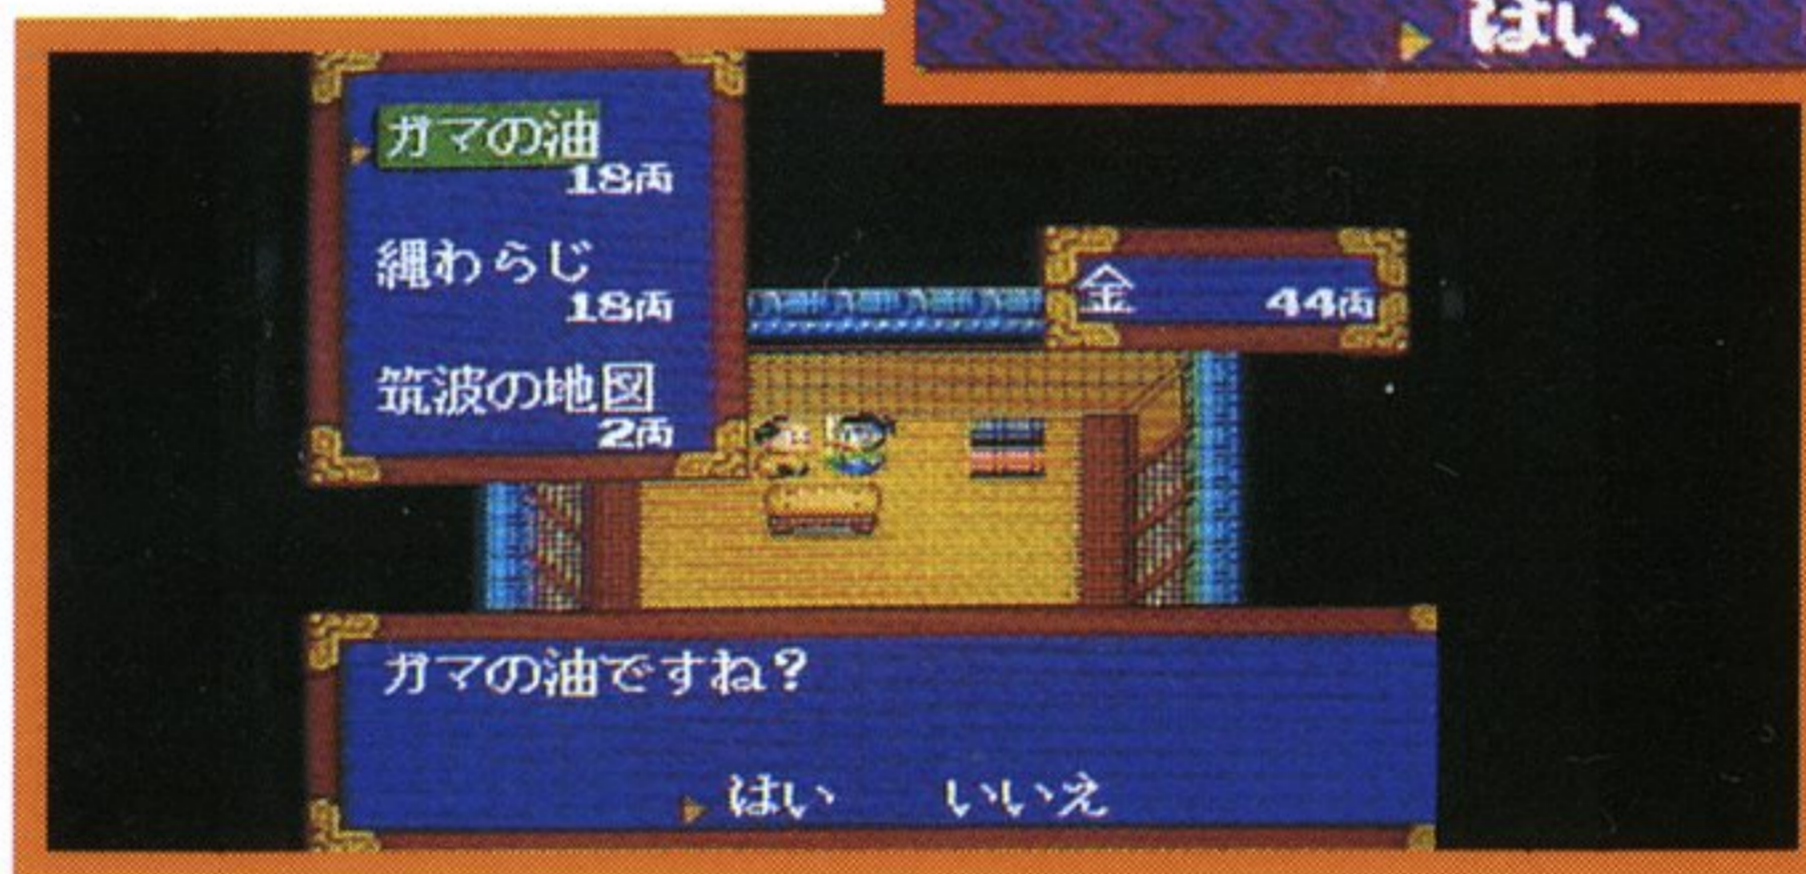 はい
ガマの油
18両
縄わらじ
18両
筑波の地図
2両
金 44両
ガマの油ですね?
はい いいえ